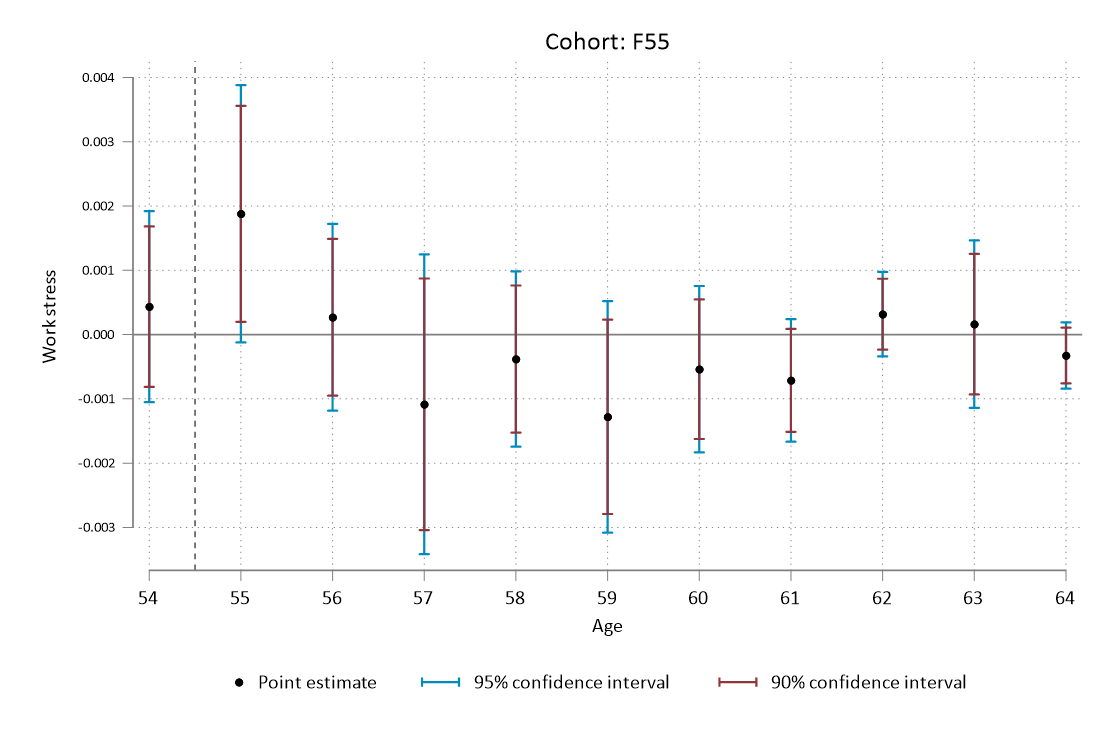 Cohort: F55
0.004
0.003
0.002
0.001
0.000
-0.001
-0.002
-0.003
Work stress
54 55 56 57 58 59 60 61 62 63 64
Age
Point estimate 95% confidence interval 90% confidence interval